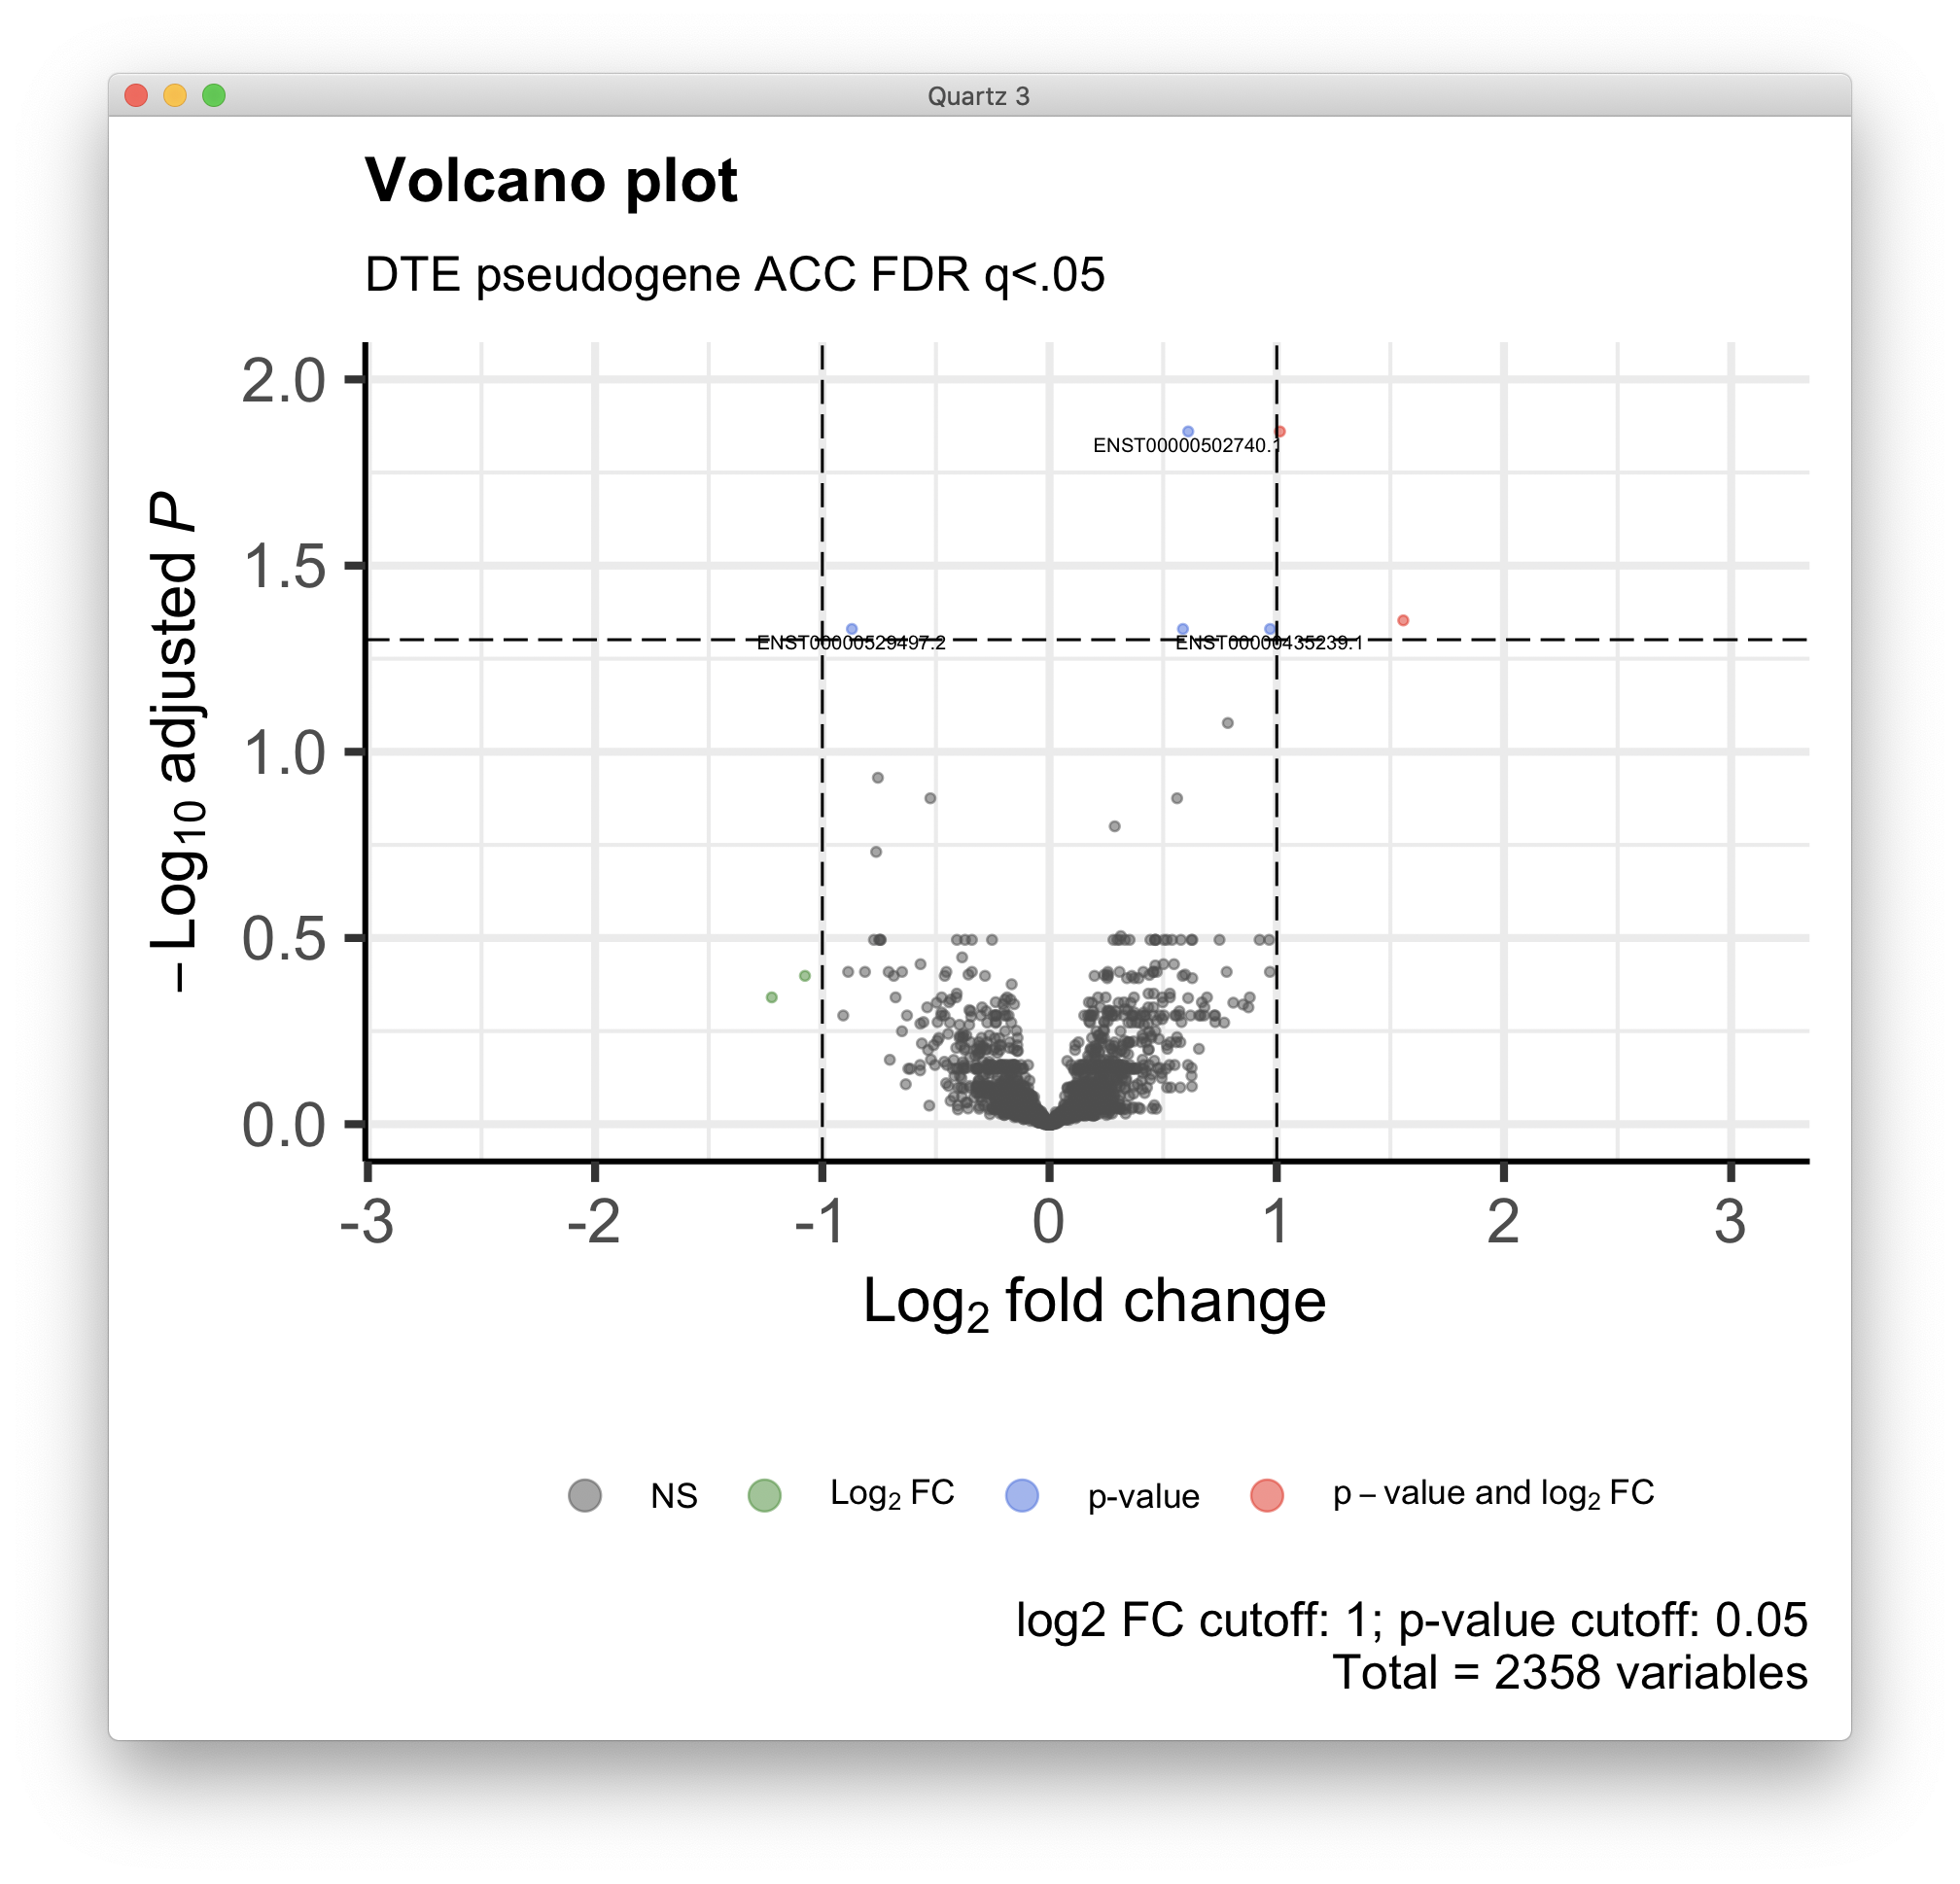 Quartz 3
Volcano plot
DTE pseudogene ACC FDR q<.05
–Log10 adjusted P
2.0
1.5
1.0
0.5
0.0
ENST00000502740.1
ENST00000529497.2
ENST00000435239.1
-3 -2 -1 0 1 2 3
Log2 fold change
NS Log2 FC p-value p – value and log2 FC
log2 FC cutoff: 1; p-value cutoff: 0.05
Total = 2358 variables